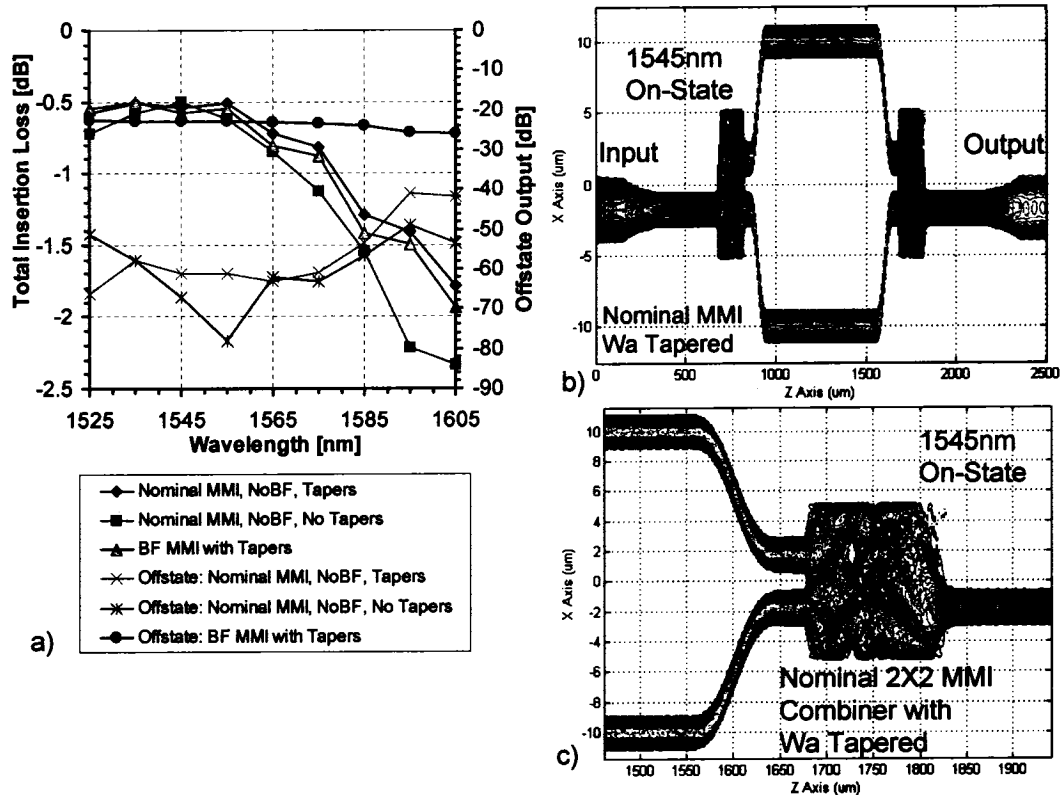 Total Insertion Loss [dB]
0
-0.5
-1
-1.5
-2
-2.5
0
-10
-20
-30
-40
-50
-60
-70
-80
-90
Offstate Output [dB]
1525 1545 1565 1585 1605
Wavelength [nm]
a)
Nominal MMI, NoBF, Tapers
Nominal MMI, NoBF, No Tapers
BF MMI with Tapers
Offstate: Nominal MMI, NoBF, Tapers
Offstate: Nominal MMI, NoBF, No Tapers
Offstate: BF MMI with Tapers
b)
X Axis (um)
10
5
0
-5
-10
1545nm
On-State
Input
Output
Nominal MMI
Wa Tapered
0 500 1000 1500 2000 2500
Z Axis (um)
c)
X Axis (um)
10
8
6
4
2
0
-2
-4
-6
-8
-10
1545nm
On-State
Nominal 2X2 MMI
Combiner with
Wa Tapered
1500 1550 1600 1650 1700 1750 1800 1850 1900
Z Axis (um)